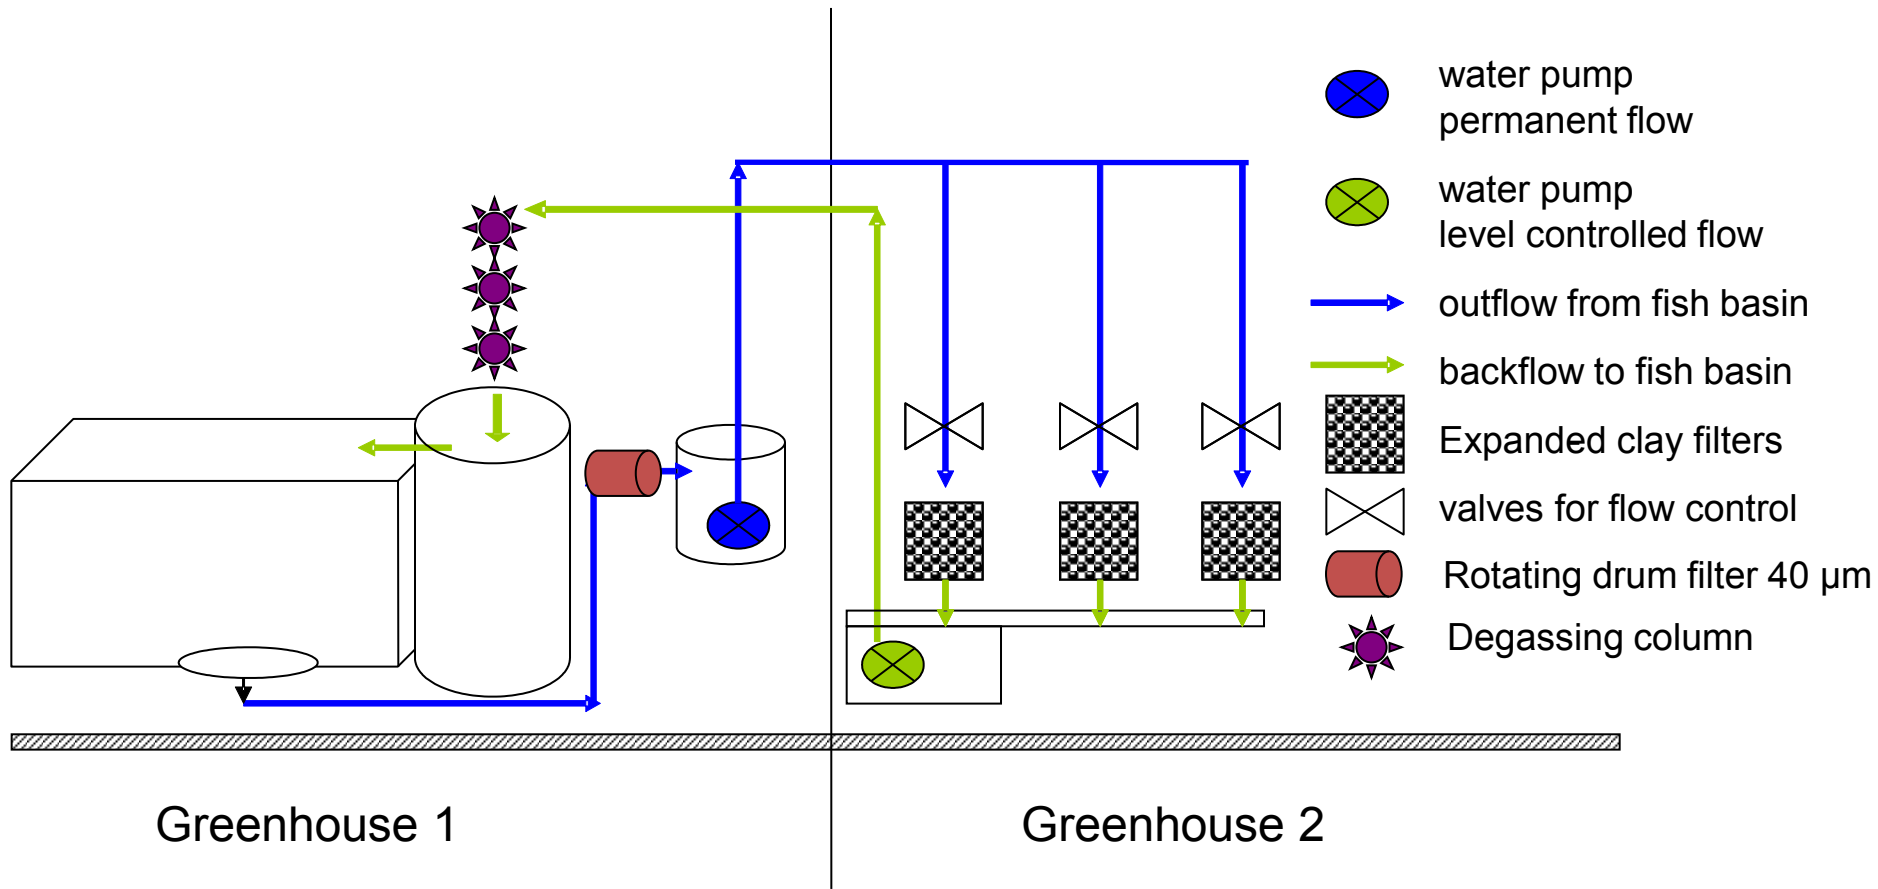 water pump
permanent flow
water pump
level controlled flow
outflow from fish basin
backflow to fish basin
Expanded clay filters
valves for flow control
Rotating drum filter 40 µm
Degassing column
Greenhouse 1
Greenhouse 2